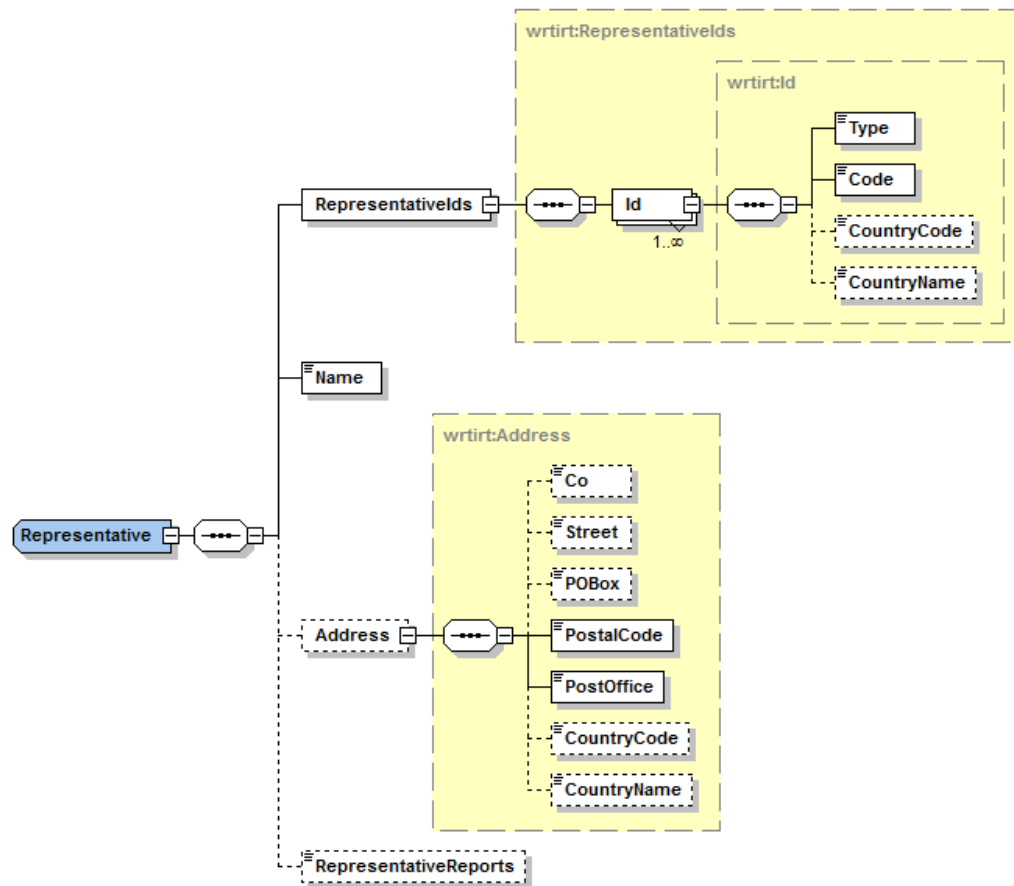 wrtirt:RepresentativeIds
wrtirt:Id
Type
Code
RepresentativeIds
Id
CountryCode
1..∞
CountryName
Name
wrtirt:Address
Co
Street
Representative
POBox
Address
PostalCode
PostOffice
CountryCode
CountryName
RepresentativeReports